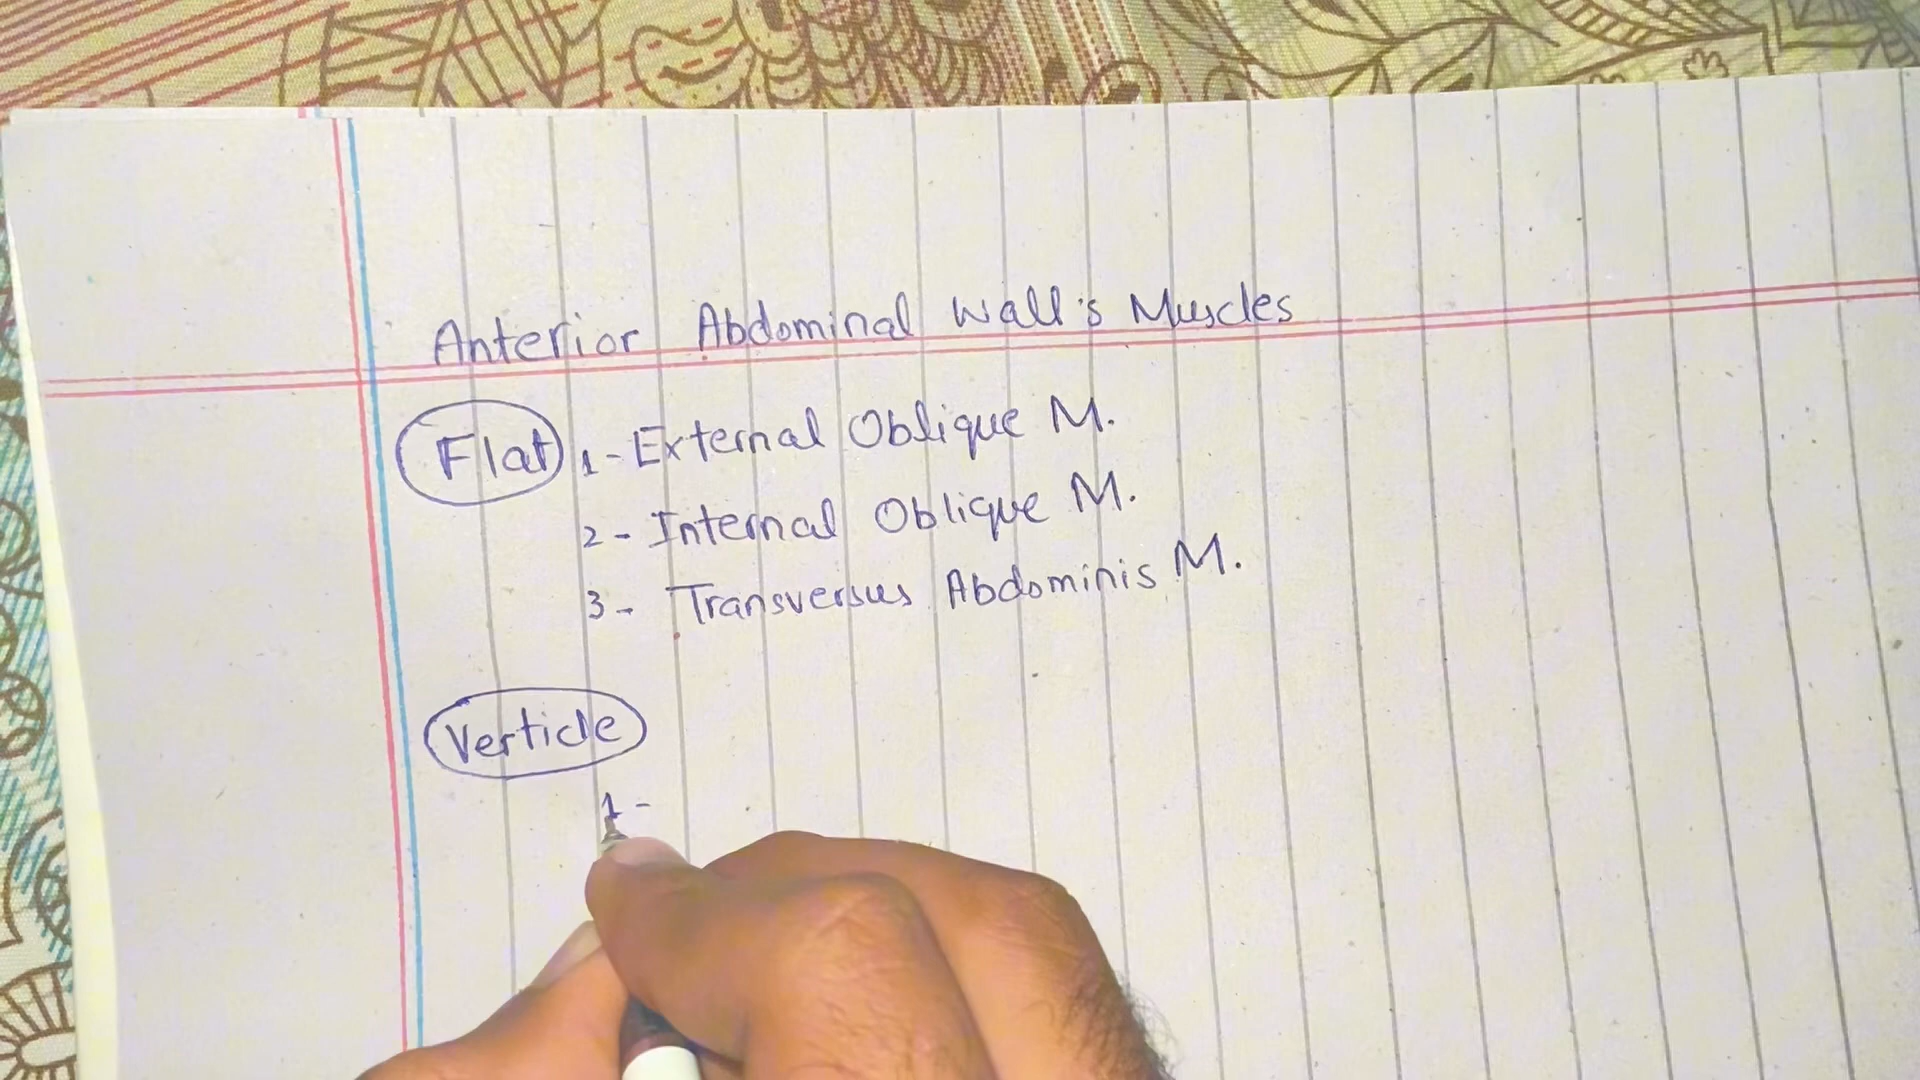 Anterior Abdominal Wall's Muscles
Flat 1- External Oblique M.
2- Internal Oblique M.
3- Transversus Abdominis M.
Verticle
1-